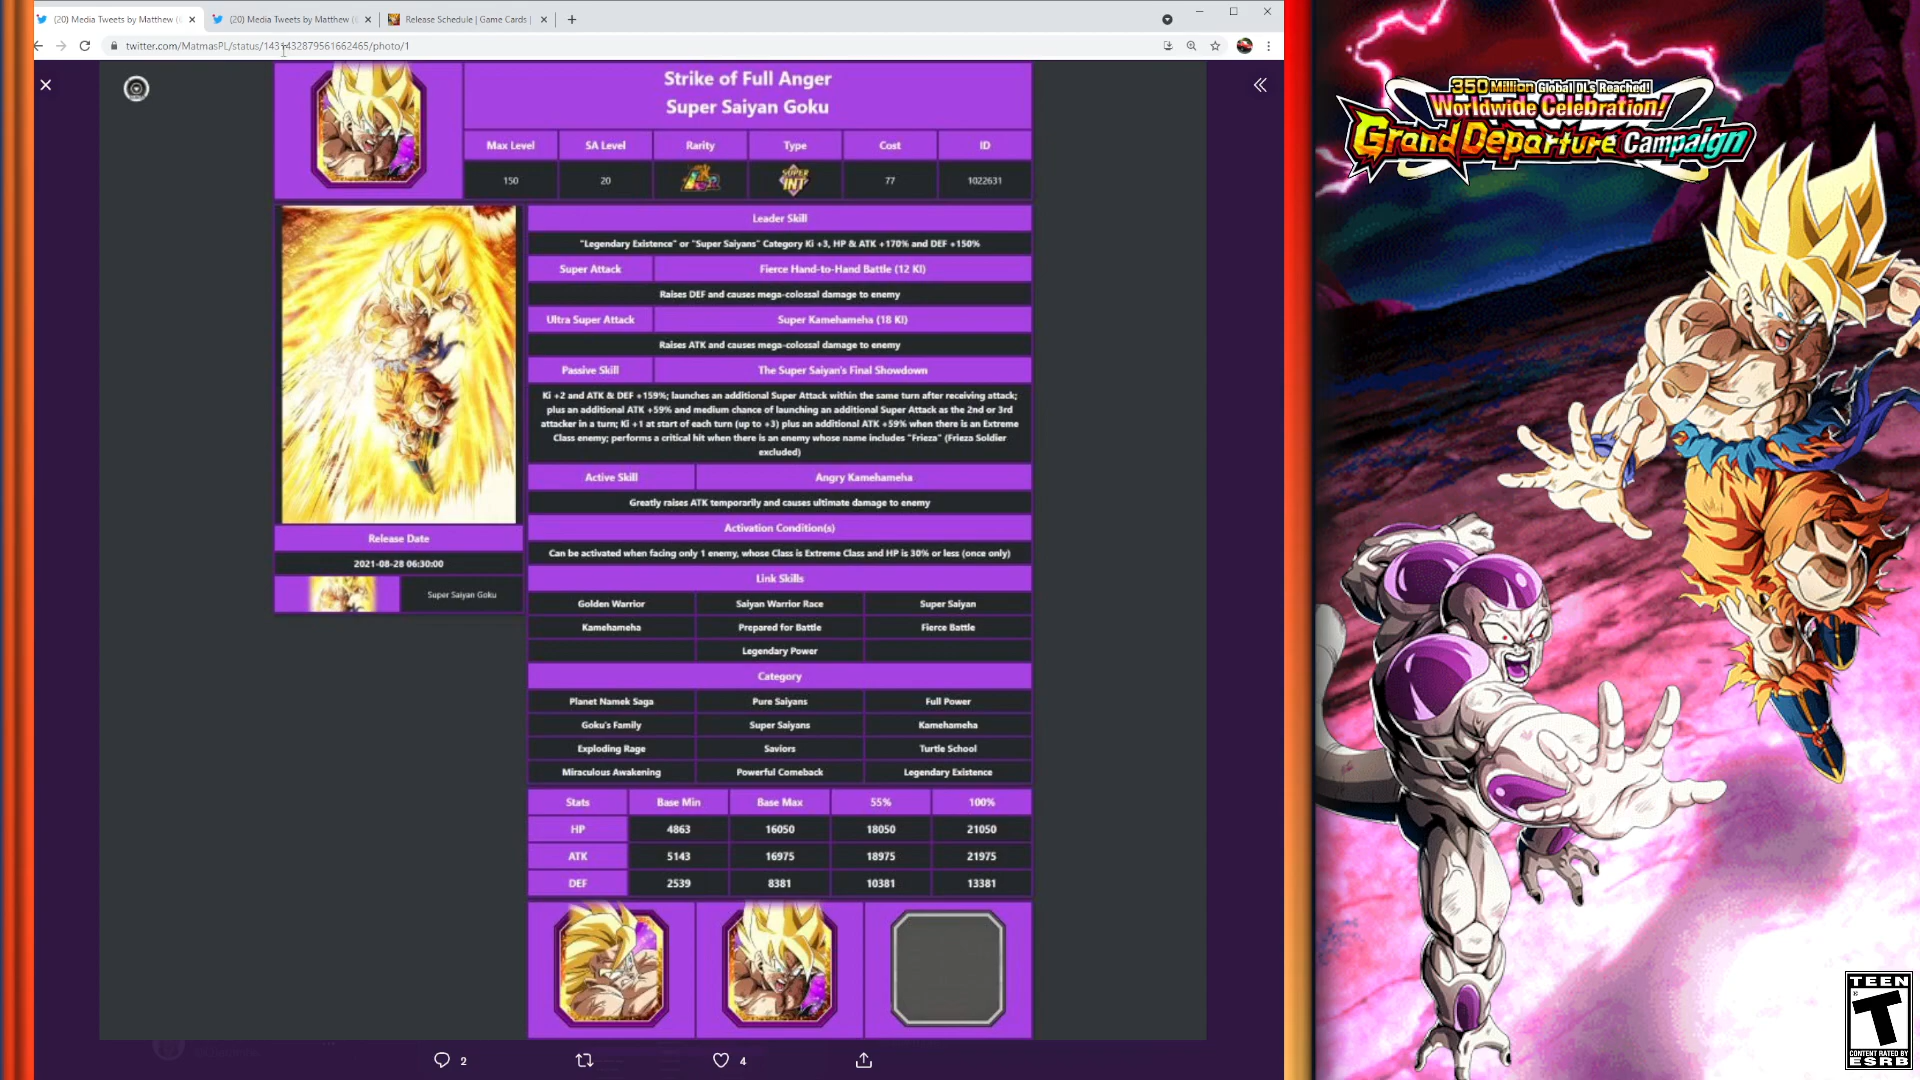 (20) Media Tweets by Matthew (
(20) Media Tweets by Matthew (
Release Schedule | Game Cards |
twitter.com/MatmasPL/status/1431432879561662465/photo/1
Strike of Full Anger
Super Saiyan Goku
Max Level SA Level Rarity Type Cost ID
150 20 SUPER INT 77 1022631
Leader Skill
"Legendary Existence" or "Super Saiyans" Category Ki +3, HP & ATK +170% and DEF +150%
Super Attack Fierce Hand-to-Hand Battle (12 KI)
Raises DEF and causes mega-colossal damage to enemy
Ultra Super Attack Super Kamehameha (18 KI)
Raises ATK and causes mega-colossal damage to enemy
Passive Skill The Super Saiyan's Final Showdown
Ki +2 and ATK & DEF +159%; launches an additional Super Attack within the same turn after receiving attack;
plus an additional ATK +59% and medium chance of launching an additional Super Attack as the 2nd or 3rd
attacker in a turn; Ki +1 at start of each turn (up to +3) plus an additional ATK +59% when there is an Extreme
Class enemy; performs a critical hit when there is an enemy whose name includes "Frieza" (Frieza Soldier
excluded)
Active Skill Angry Kamehameha
Greatly raises ATK temporarily and causes ultimate damage to enemy
Activation Condition(s)
Can be activated when facing only 1 enemy, whose Class is Extreme Class and HP is 30% or less (once only)
Release Date
2021-08-28 06:30:00
Super Saiyan Goku
Link Skills
Golden Warrior Saiyan Warrior Race Super Saiyan
Kamehameha Prepared for Battle Fierce Battle
Legendary Power
Category
Planet Namek Saga Pure Saiyans Full Power
Goku's Family Super Saiyans Kamehameha
Exploding Rage Saviors Turtle School
Miraculous Awakening Powerful Comeback Legendary Existence
Stats Base Min Base Max 55% 100%
HP 4863 16050 18050 21050
ATK 5143 16975 18975 21975
DEF 2539 8381 10381 13381
2 4
350 Million Global DLs Reached!
Worldwide Celebration!
Grand Departure Campaign
TEEN
T
CONTENT RATED BY
ESRB